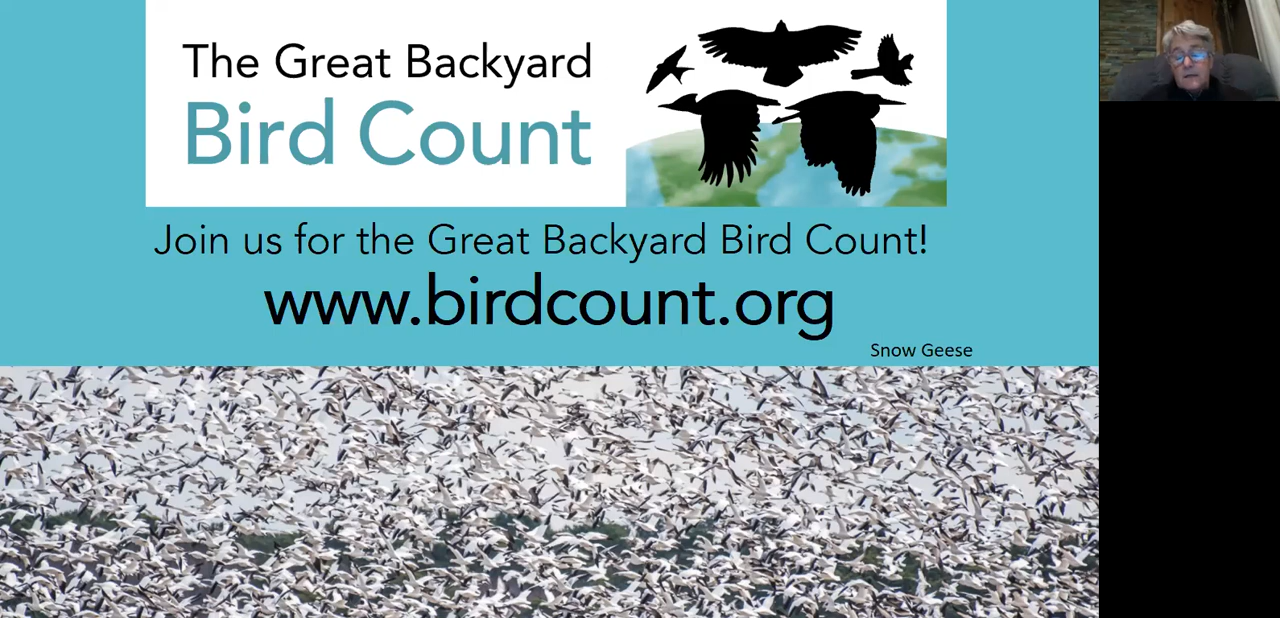 The Great Backyard
Bird Count
Join us for the Great Backyard Bird Count!
www.birdcount.org
Snow Geese